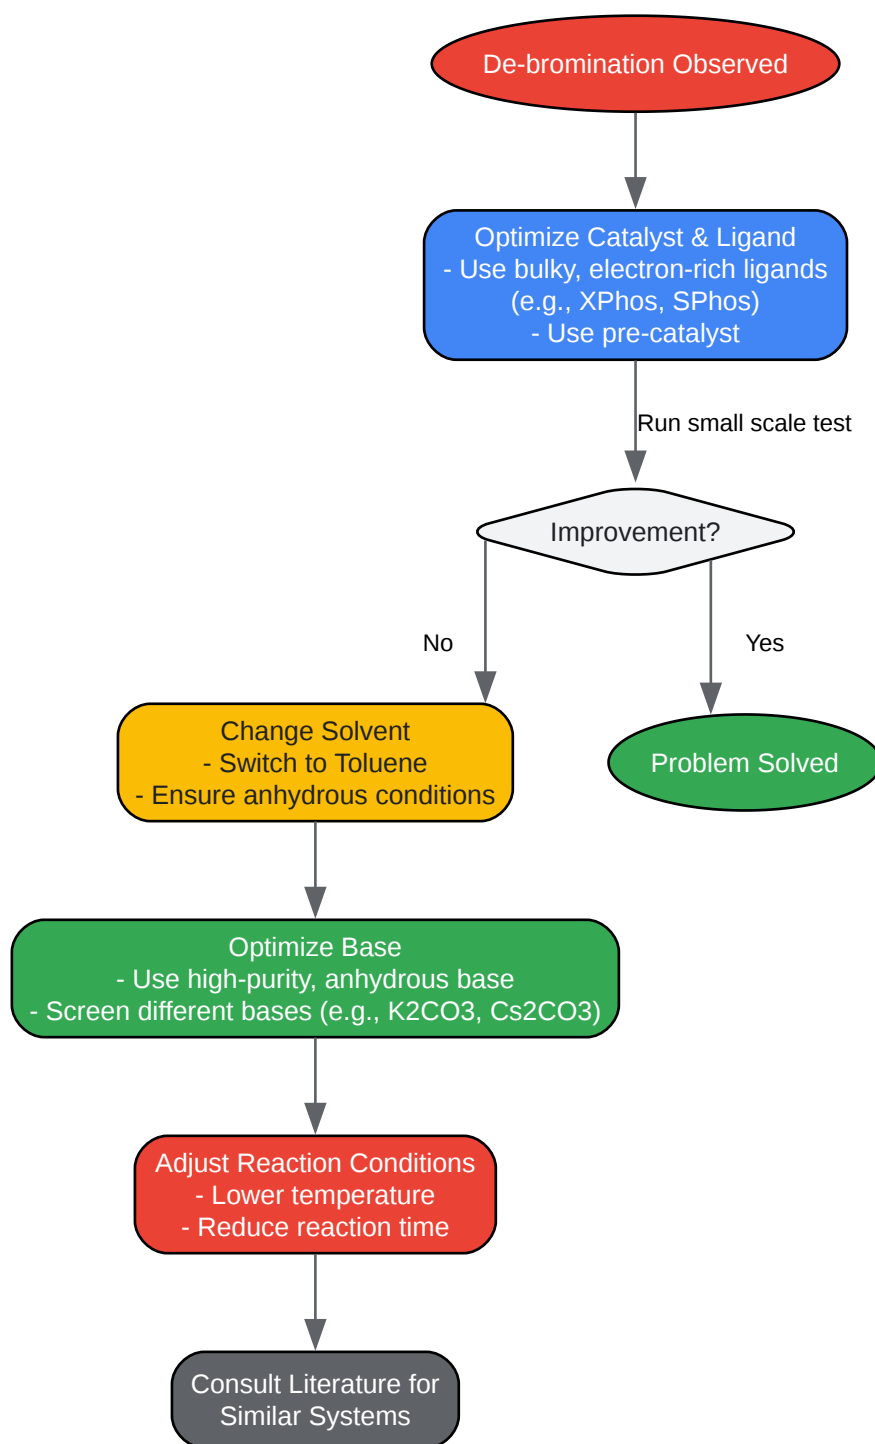 De-bromination Observed
Optimize Catalyst & Ligand
- Use bulky, electron-rich ligands
(e.g., XPhos, SPhos)
- Use pre-catalyst
Run small scale test
Improvement?
No
Yes
Change Solvent
- Switch to Toluene
- Ensure anhydrous conditions
Problem Solved
Optimize Base
- Use high-purity, anhydrous base
- Screen different bases (e.g., K2CO3, Cs2CO3)
Adjust Reaction Conditions
- Lower temperature
- Reduce reaction time
Consult Literature for
Similar Systems